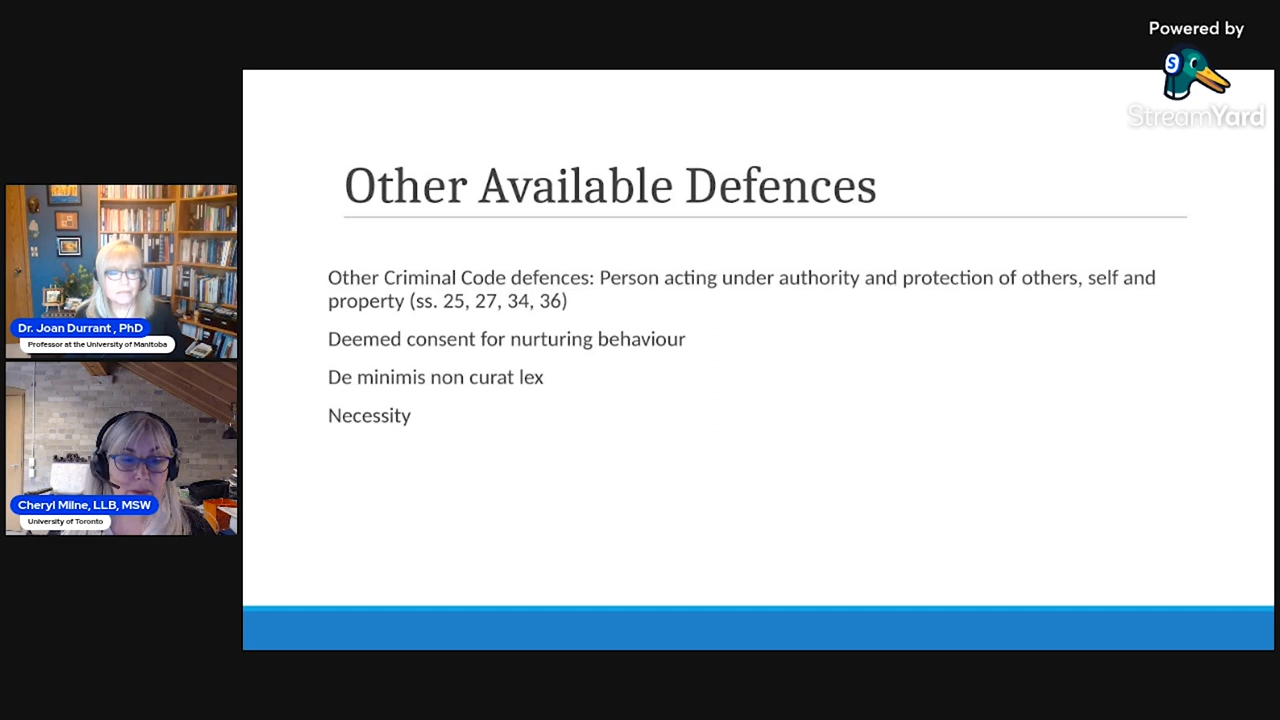 Powered by
S
StreamYard
Other Available Defences
Other Criminal Code defences: Person acting under authority and protection of others, self and
property (ss. 25, 27, 34, 36)
Deemed consent for nurturing behaviour
De minimis non curat lex
Necessity
Dr. Joan Durrant , PhD
Professor at the University of Manitoba
Cheryl Milne, LLB, MSW
University of Toronto